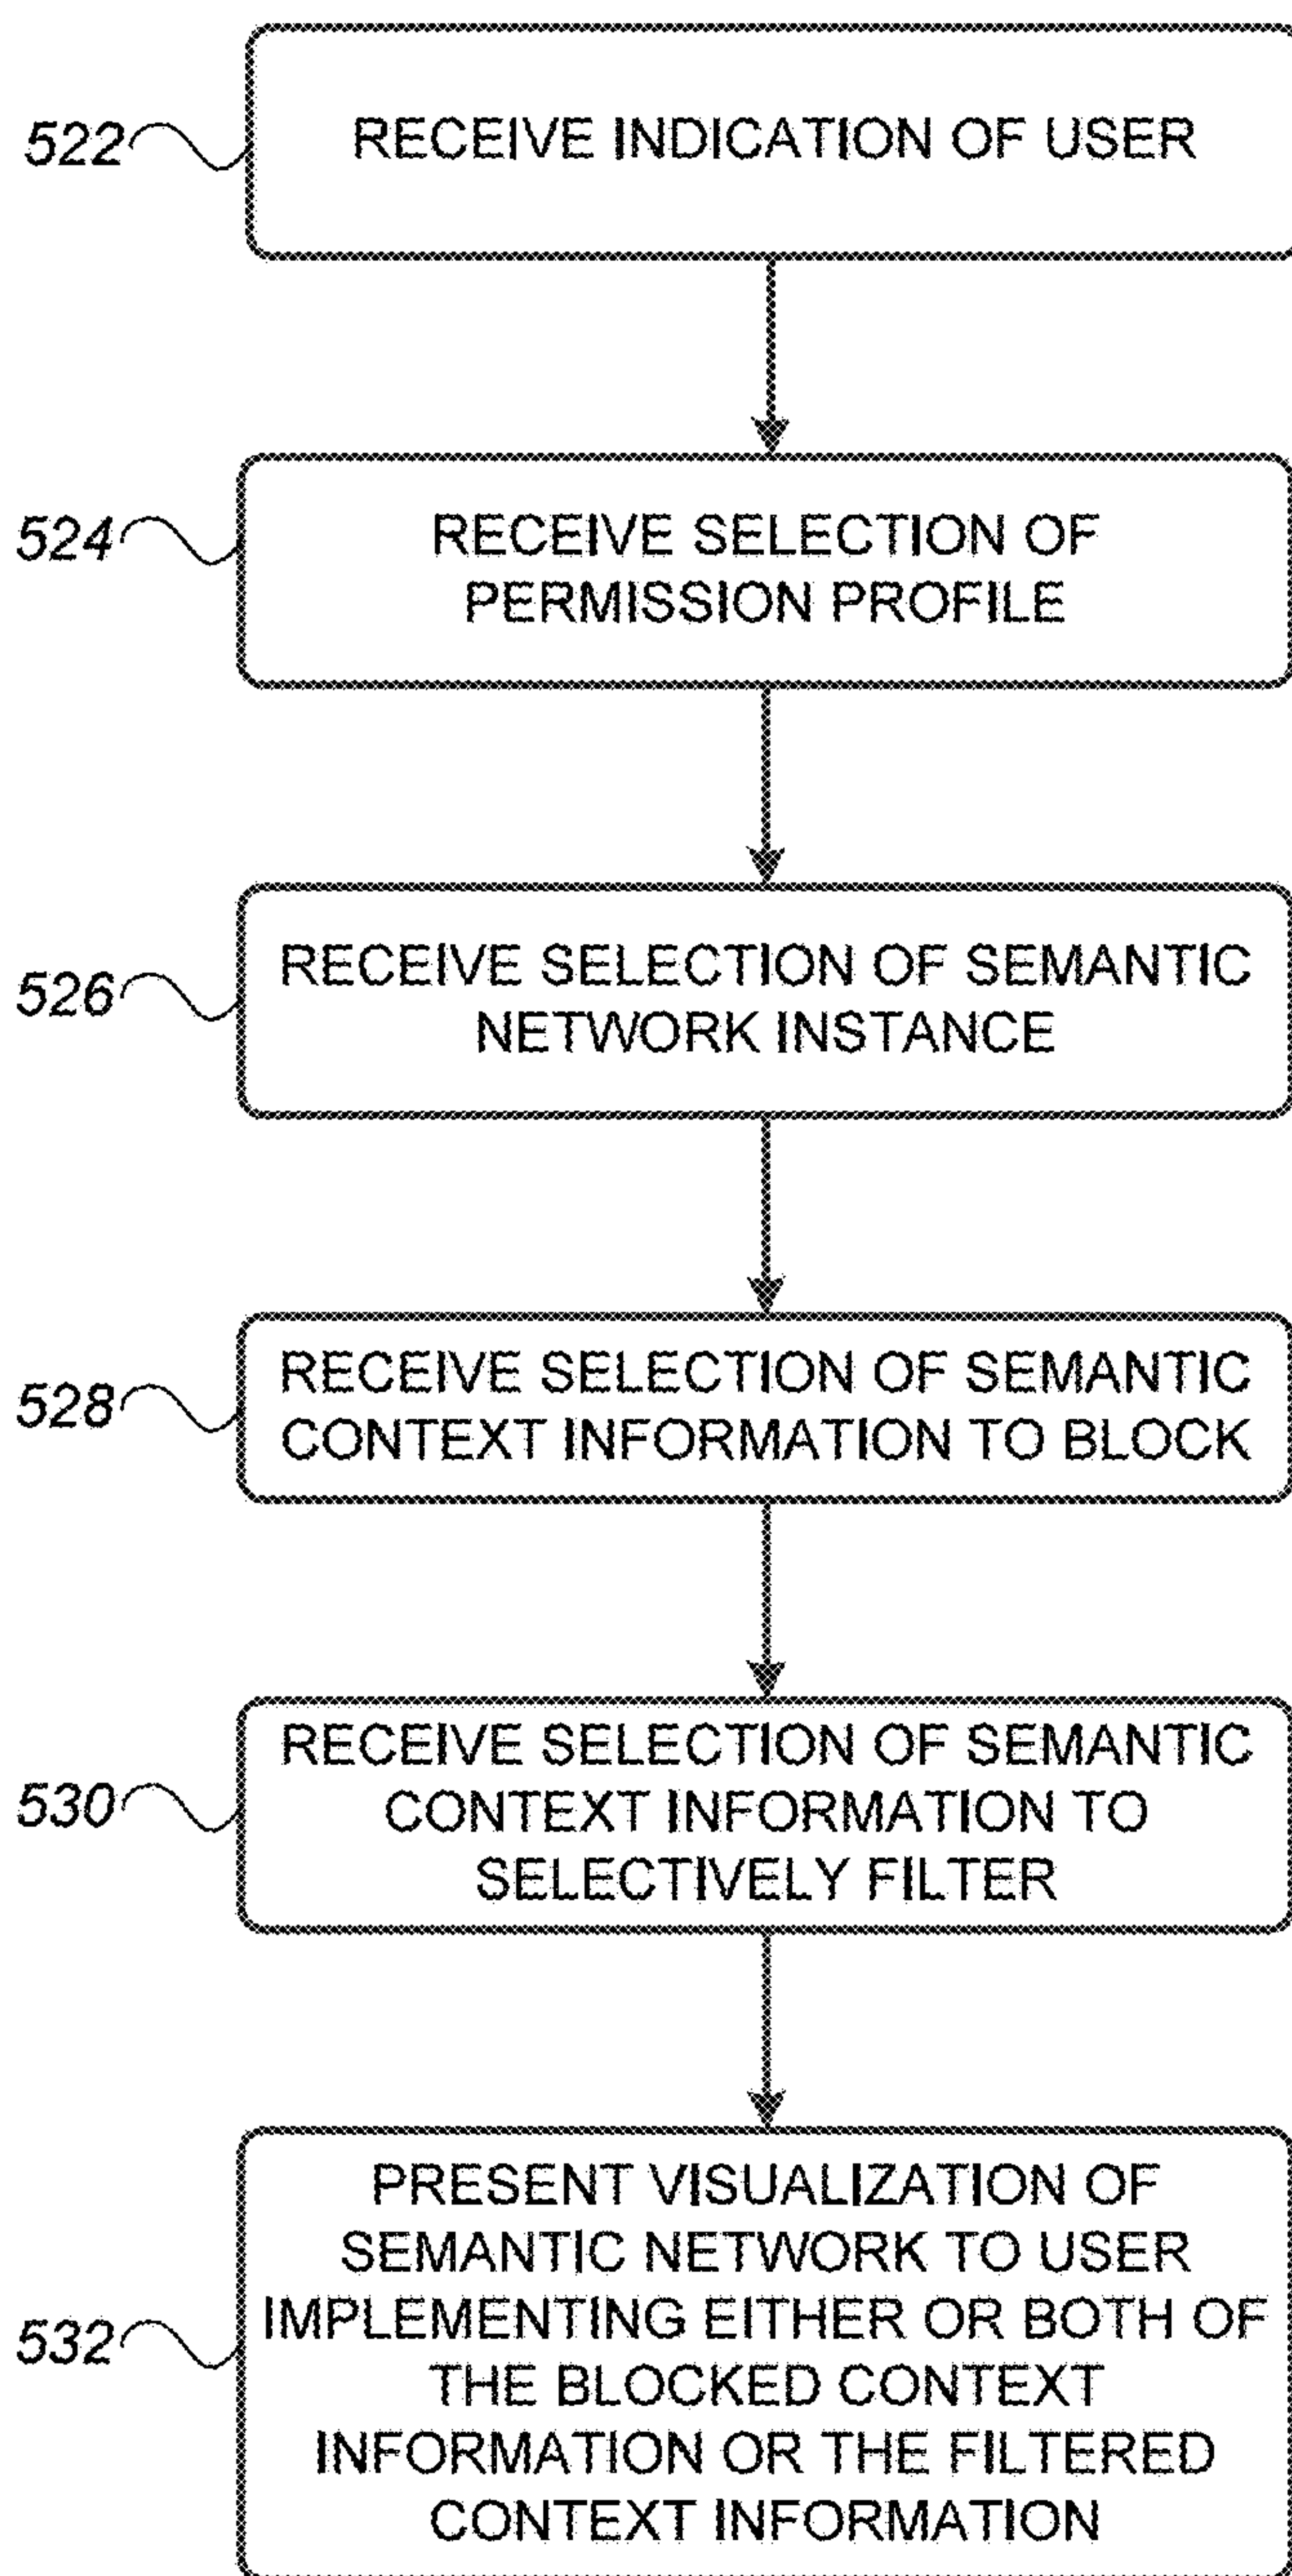 522
RECEIVE INDICATION OF USER
524
RECEIVE SELECTION OF
PERMISSION PROFILE
526
RECEIVE SELECTION OF SEMANTIC
NETWORK INSTANCE
528
RECEIVE SELECTION OF SEMANTIC
CONTEXT INFORMATION TO BLOCK
530
RECEIVE SELECTION OF SEMANTIC
CONTEXT INFORMATION TO
SELECTIVELY FILTER
532
PRESENT VISUALIZATION OF
SEMANTIC NETWORK TO USER
IMPLEMENTING EITHER OR BOTH OF
THE BLOCKED CONTEXT
INFORMATION OR THE FILTERED
CONTEXT INFORMATION